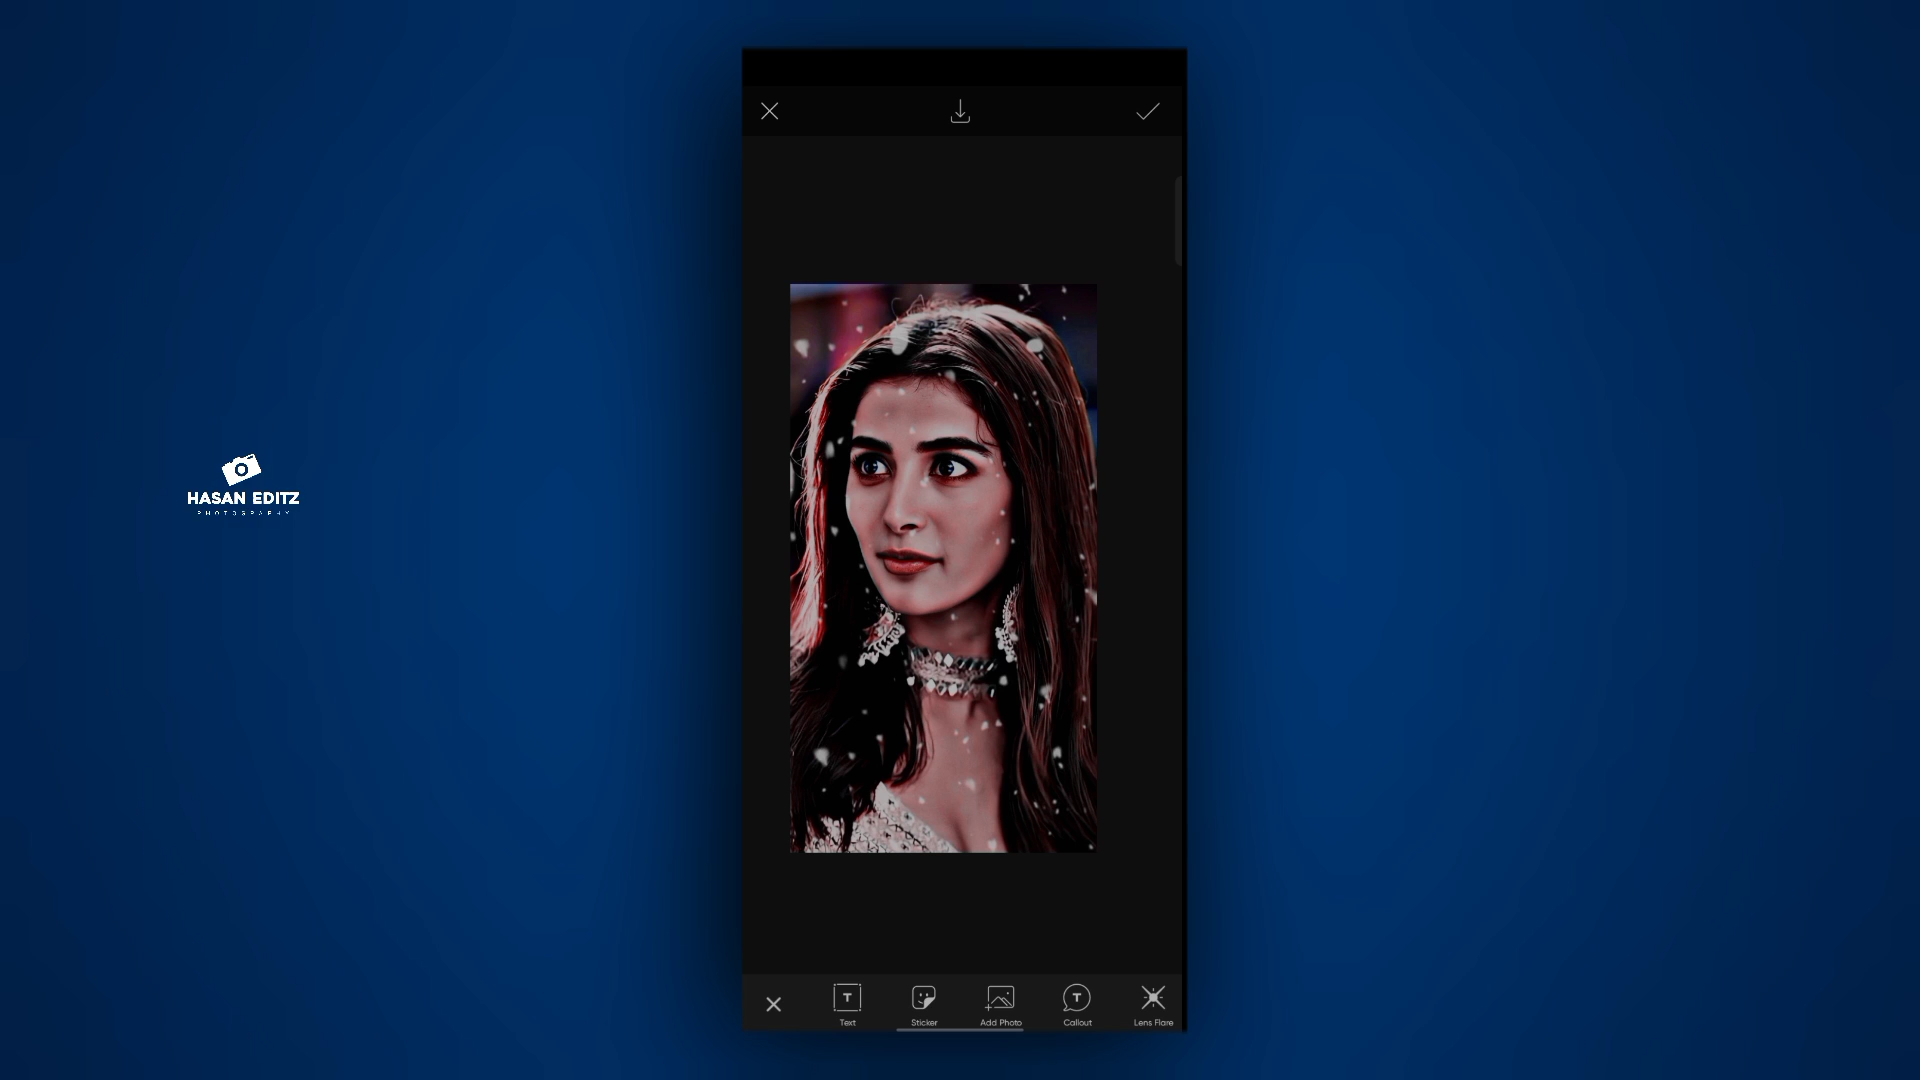 HASAN EDITZ
PHOTOGRAPHY
Text
Sticker
Add Photo
Callout
Lens Flare